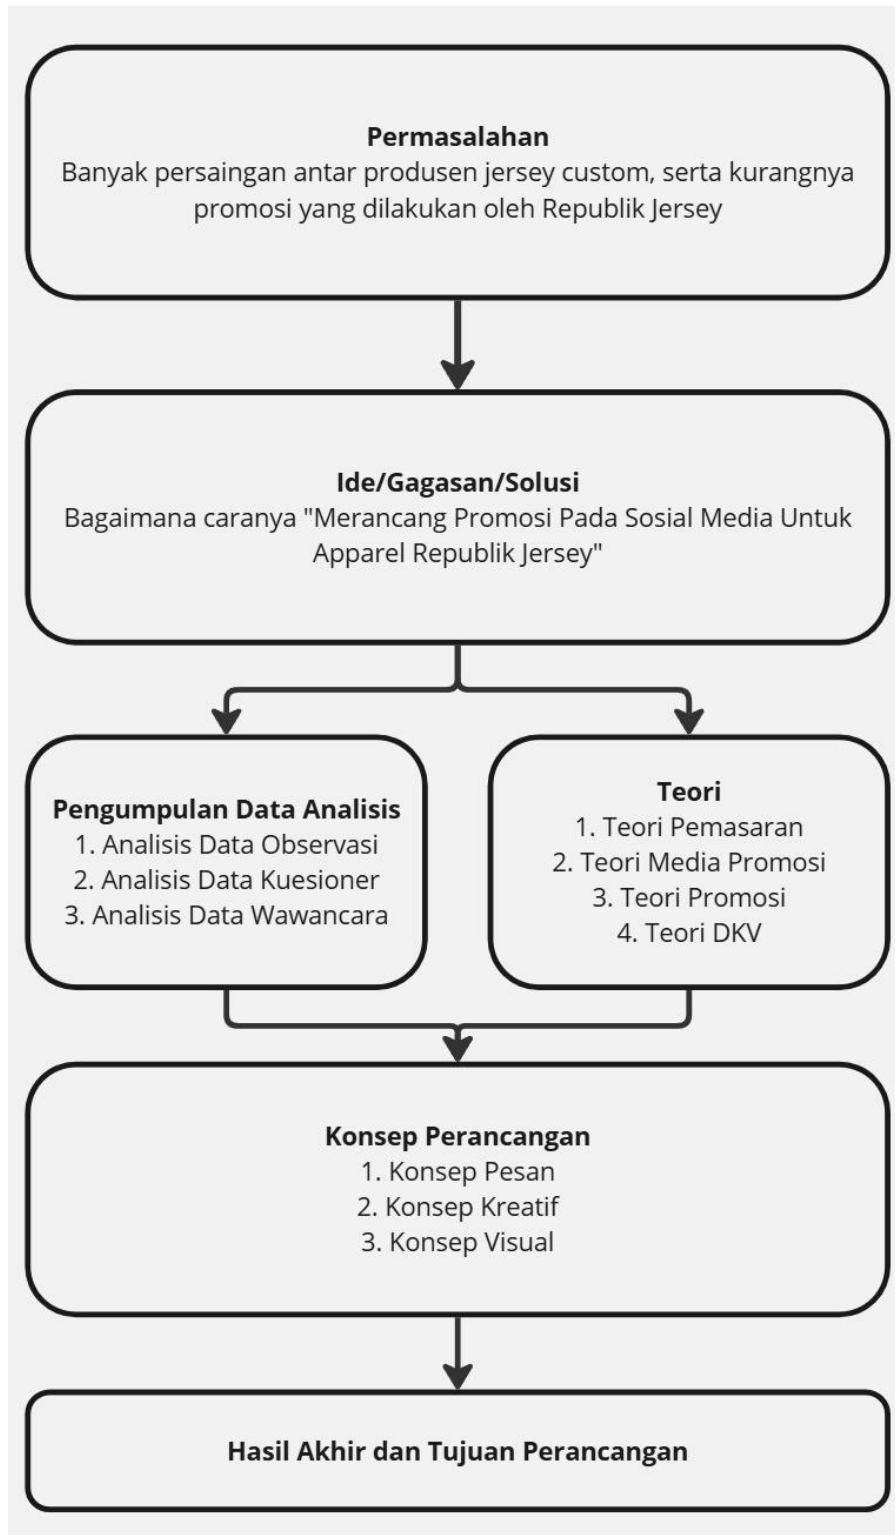 Permasalahan
Banyak persaingan antar produsen jersey custom, serta kurangnya
promosi yang dilakukan oleh Republik Jersey
Ide/Gagasan/Solusi
Bagaimana caranya "Merancang Promosi Pada Sosial Media Untuk
Apparel Republik Jersey"
Pengumpulan Data Analisis
1. Analisis Data Observasi
2. Analisis Data Kuesioner
3. Analisis Data Wawancara
Teori
1. Teori Pemasaran
2. Teori Media Promosi
3. Teori Promosi
4. Teori DKV
Konsep Perancangan
1. Konsep Pesan
2. Konsep Kreatif
3. Konsep Visual
Hasil Akhir dan Tujuan Perancangan